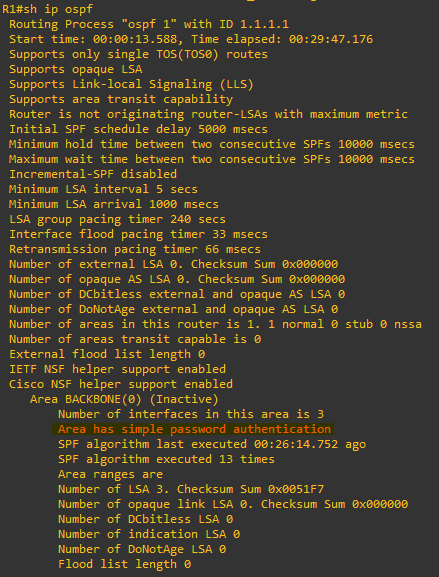 R1#sh ip ospf
Routing Process "ospf 1" with ID 1.1.1.1
Start time: 00:00:13.588, Time elapsed: 00:29:47.176
Supports only single TOS(TOS0) routes
Supports opaque LSA
Supports Link-local Signaling (LLS)
Supports area transit capability
Router is not originating router-LSAs with maximum metric
Initial SPF schedule delay 5000 msecs
Minimum hold time between two consecutive SPFs 10000 msecs
Maximum wait time between two consecutive SPFs 10000 msecs
Incremental-SPF disabled
Minimum LSA interval 5 secs
Minimum LSA arrival 1000 msecs
LSA group pacing timer 240 secs
Interface flood pacing timer 33 msecs
Retransmission pacing timer 66 msecs
Number of external LSA 0. Checksum Sum 0x000000
Number of opaque AS LSA 0. Checksum Sum 0x000000
Number of DCbitless external and opaque AS LSA 0
Number of DoNotAge external and opaque AS LSA 0
Number of areas in this router is 1. 1 normal 0 stub 0 nssa
Number of areas transit capable is 0
External flood list length 0
IETF NSF helper support enabled
Cisco NSF helper support enabled
Area BACKBONE(0) (Inactive)
Number of interfaces in this area is 3
Area has simple password authentication
SPF algorithm last executed 00:26:14.752 ago
SPF algorithm executed 13 times
Area ranges are
Number of LSA 3. Checksum Sum 0x0051F7
Number of opaque link LSA 0. Checksum Sum 0x000000
Number of DCbitless LSA 0
Number of indication LSA 0
Number of DoNotAge LSA 0
Flood list length 0